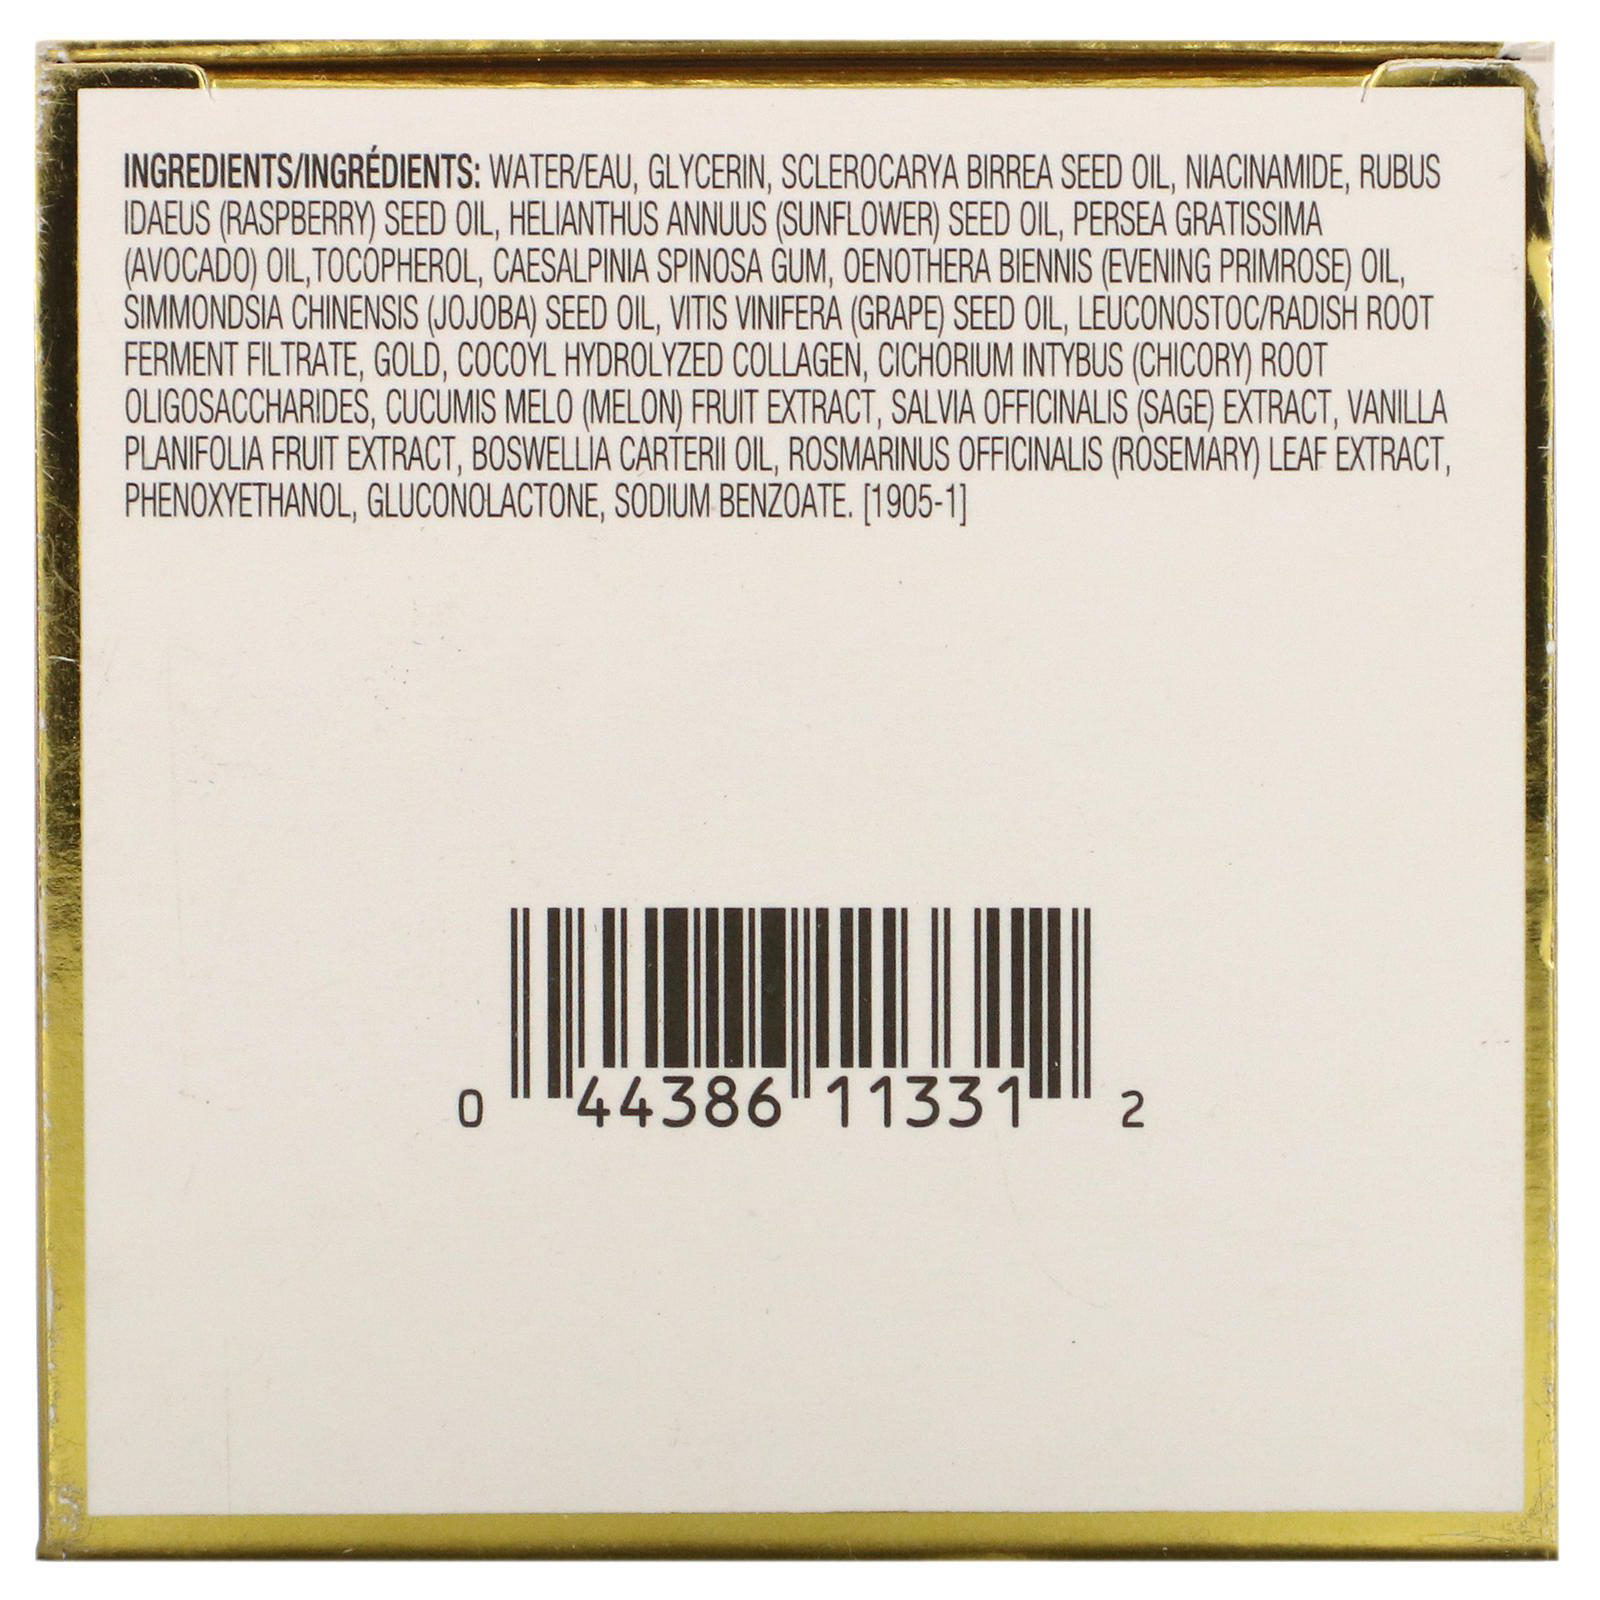 INGREDIENTS/INGRÉDIENTS: WATER/EAU, GLYCERIN, SCLEROCARYA BIRREA SEED OIL, NIACINAMIDE, RUBUS
IDAEUS (RASPBERRY) SEED OIL, HELIANTHUS ANNUUS (SUNFLOWER) SEED OIL, PERSEA GRATISSIMA
(AVOCADO) OIL,TOCOPHEROL, CAESALPINIA SPINOSA GUM, OENOTHERA BIENNIS (EVENING PRIMROSE) OIL,
SIMMONDSIA CHINENSIS (JOJOBA) SEED OIL, VITIS VINIFERA (GRAPE) SEED OIL, LEUCONOSTOC/RADISH ROOT
FERMENT FILTRATE, GOLD, COCOYL HYDROLYZED COLLAGEN, CICHORIUM INTYBUS (CHICORY) ROOT
OLIGOSACCHARIDES, CUCUMIS MELO (MELON) FRUIT EXTRACT, SALVIA OFFICINALIS (SAGE) EXTRACT, VANILLA
PLANIFOLIA FRUIT EXTRACT, BOSWELLIA CARTERII OIL, ROSMARINUS OFFICINALIS (ROSEMARY) LEAF EXTRACT,
PHENOXYETHANOL, GLUCONOLACTONE, SODIUM BENZOATE. [1905-1]
0 44386 11331 2